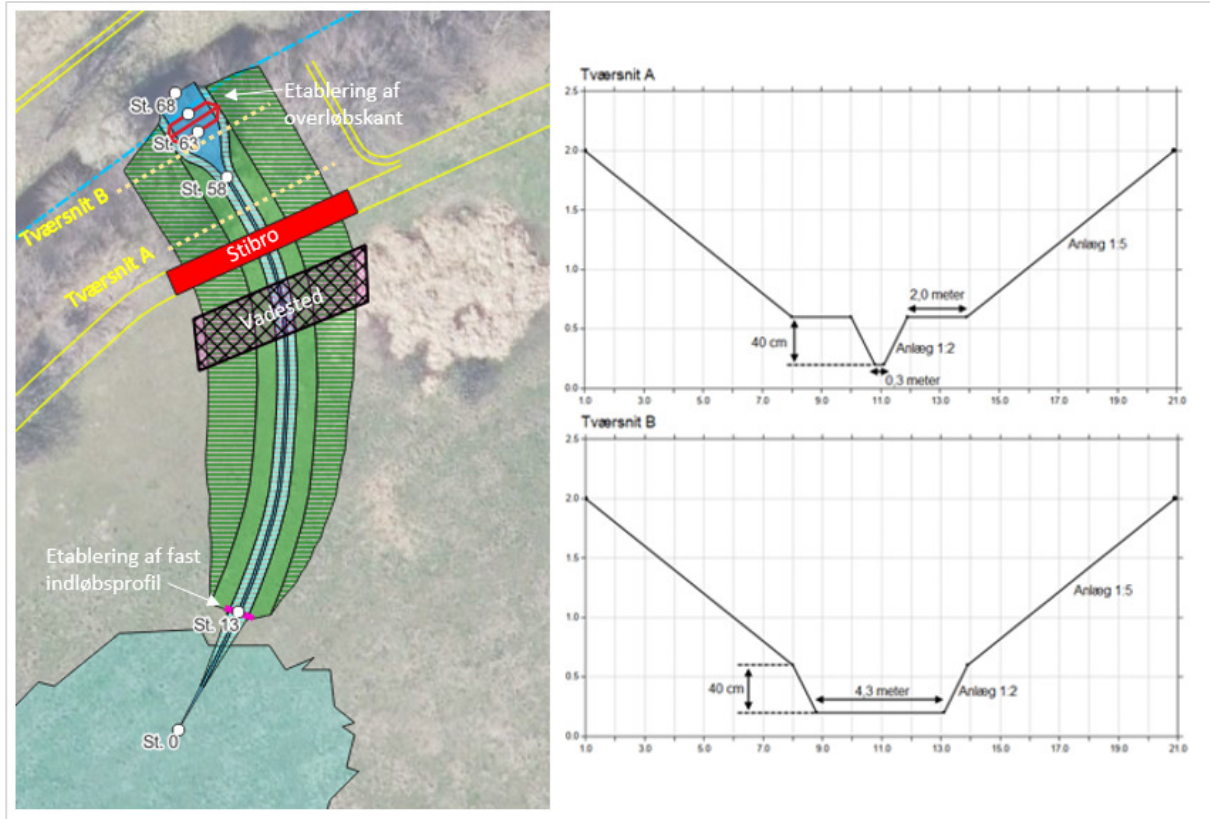 Etablering af
overløbskant
St. 68
St. 63
St. 58
Tværsnit B
Tværsnit A
Stibro
Vadested
Etablering af fast
indløbsprofil
St. 13
St. 0
Tværsnit A
2.5
2.0
1.5
1.0
0.5
0.0
Anlæg 1:5
2,0 meter
40 cm
Anlæg 1:2
0,3 meter
1.0 3.0 5.0 7.0 9.0 11.0 13.0 15.0 17.0 19.0 21.0
Tværsnit B
2.5
2.0
1.5
1.0
0.5
0.0
Anlæg 1:5
40 cm
4,3 meter
Anlæg 1:2
1.0 3.0 5.0 7.0 9.0 11.0 13.0 15.0 17.0 19.0 21.0